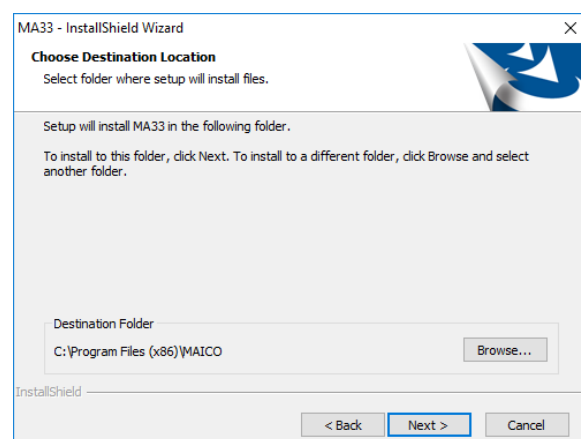 MA33 - InstallShield Wizard
Choose Destination Location
Select folder where setup will install files.
Setup will install MA33 in the following folder.
To install to this folder, click Next. To install to a different folder, click Browse and select
another folder.
Destination Folder
C:\Program Files (x86)\MAICO
Browse...
InstallShield
< Back
Next >
Cancel